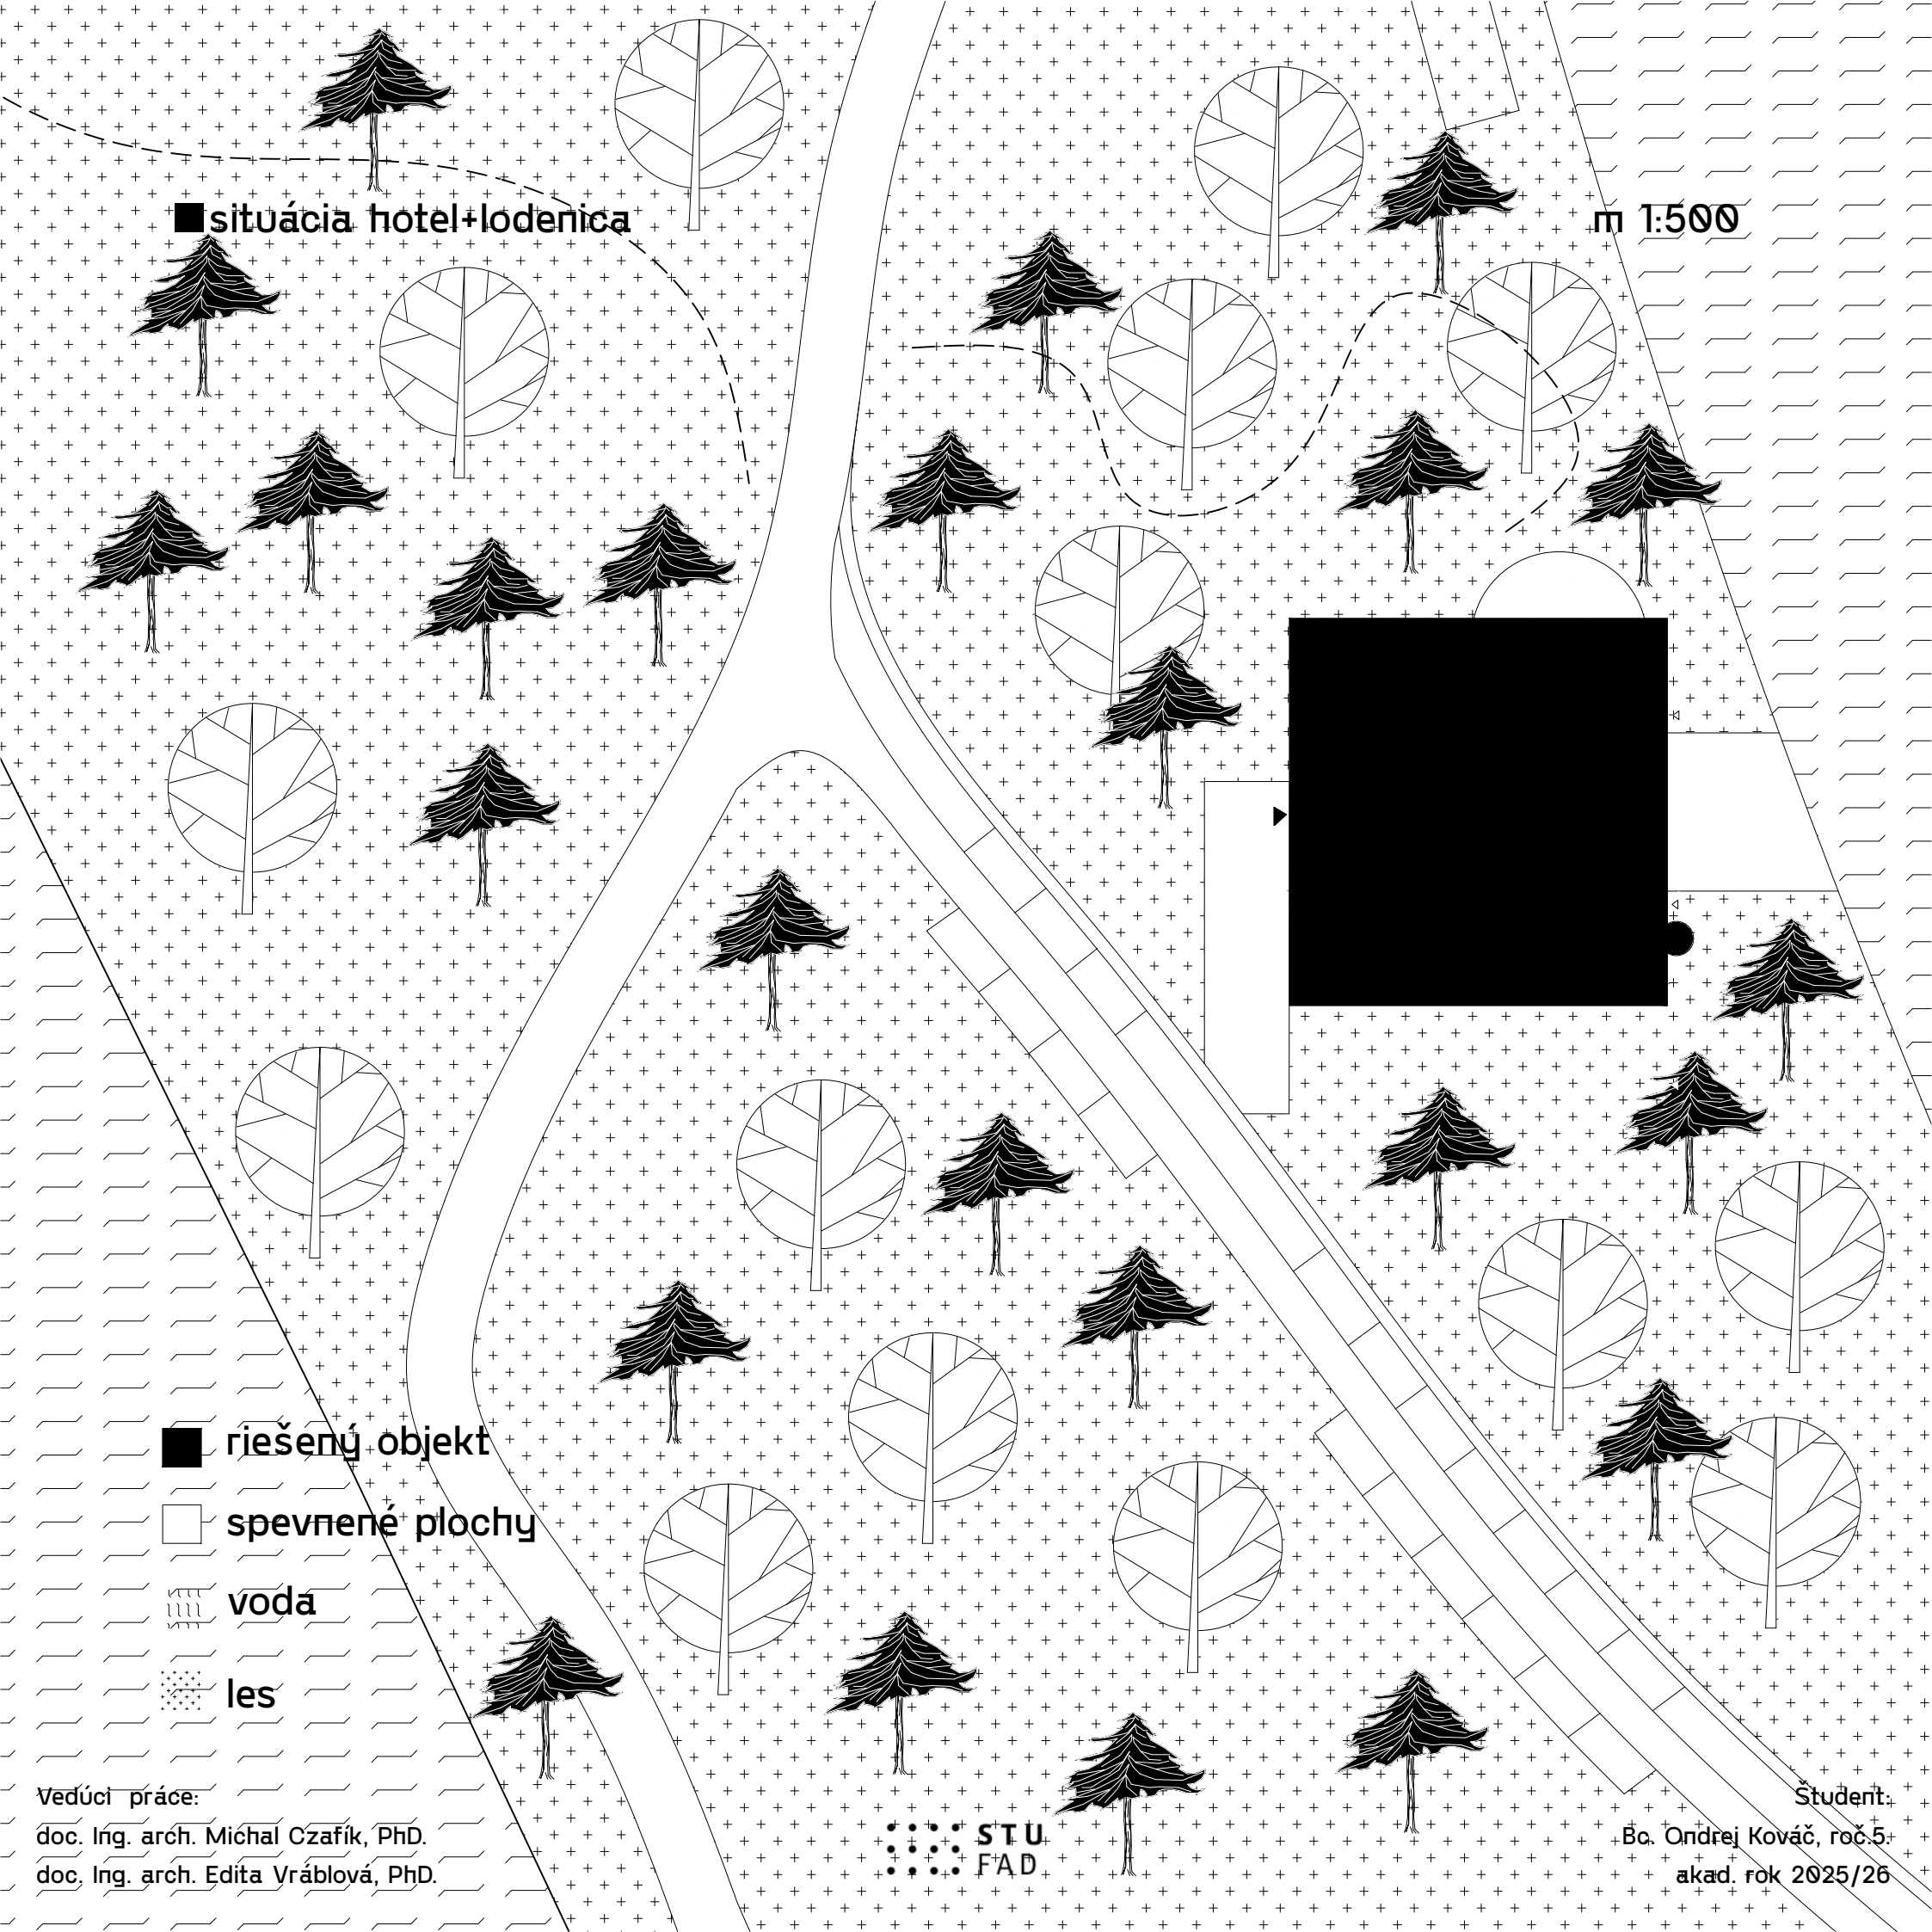 situácia hotel+lodenica
m 1:500
riešený objekt
spevnené plochy
voda
les
Vedúci práce:
doc. Ing. arch. Michal Czafík, PhD.
doc. Ing. arch. Edita Vráblová, PhD.
STU
FAD
Študent:
Bc. Ondrej Kováč, roč.5.
akad. rok 2025/26